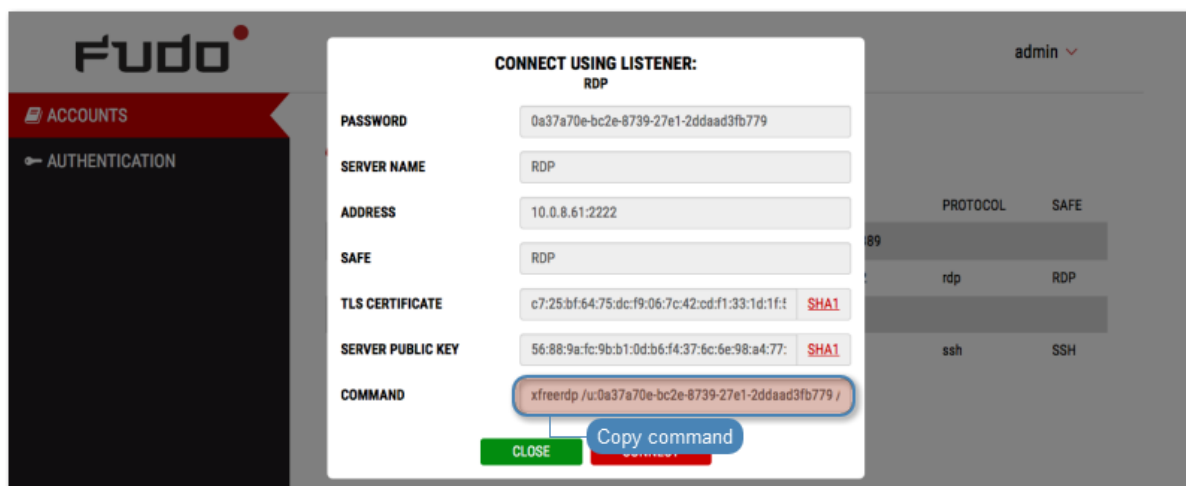 Fudo
admin
ACCOUNTS
AUTHENTICATION
CONNECT USING LISTENER:
RDP
PASSWORD 0a37a70e-bc2e-8739-27e1-2ddaad3fb779
SERVER NAME RDP
ADDRESS 10.0.8.61:2222
SAFE RDP
TLS CERTIFICATE c7:25:bf:64:75:dc:f9:06:7c:42:cd:f1:33:1d:1f: SHA1
SERVER PUBLIC KEY 56:88:9a:fc:9b:b1:0d:b6:f4:37:6c:6e:98:a4:77: SHA1
COMMAND xfreerdp /u:0a37a70e-bc2e-8739-27e1-2ddaad3fb779 /
Copy command
CLOSE
PROTOCOL SAFE
89
rdp RDP
ssh SSH